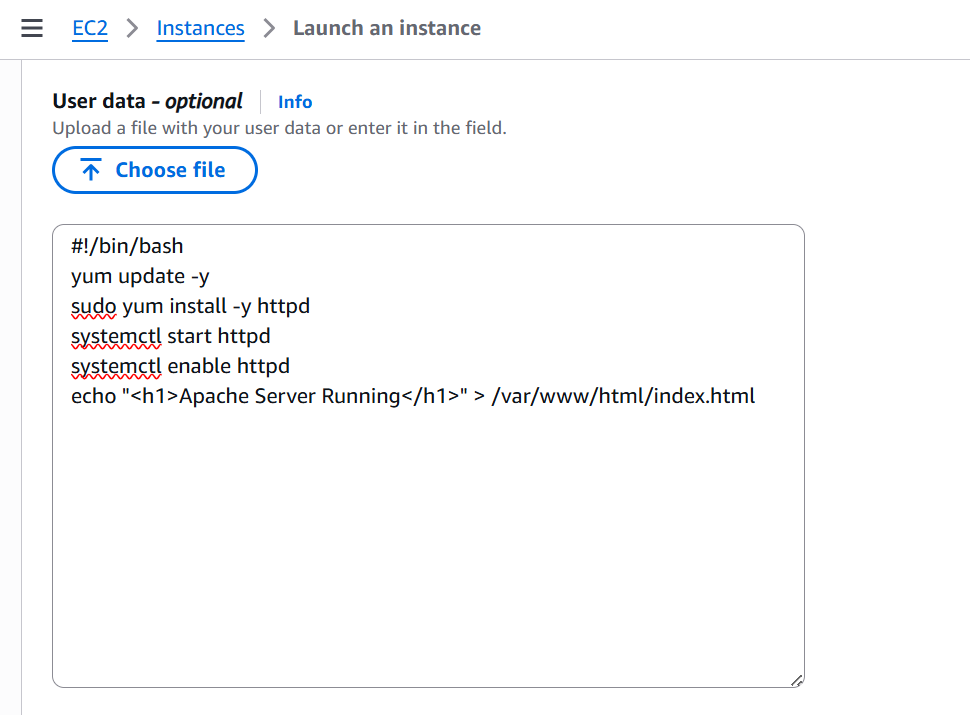 EC2 > Instances > Launch an instance
User data - optional Info
Upload a file with your user data or enter it in the field.
Choose file
#!/bin/bash
yum update -y
sudo yum install -y httpd
systemctl start httpd
systemctl enable httpd
echo "<h1>Apache Server Running</h1>" > /var/www/html/index.html